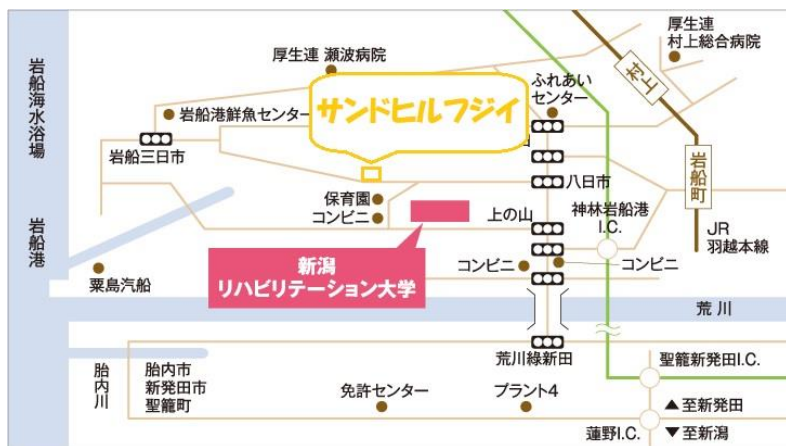 厚生連
村上総合病院
厚生連 瀬波病院
村上
ふれあい
センター
岩船海水浴場
岩船港鮮魚センター
サンドヒルフジイ
岩船三日市
岩船町
八日市
保育園
コンビニ
上の山
神林岩船港
I.C.
JR
羽越本線
岩船港
新潟
リハビリテーション大学
コンビニ
コンビニ
粟島汽船
荒川
荒川縁新田
胎内川
胎内市
新発田市
聖籠町
免許センター
プラント4
聖籠新発田I.C.
▲至新発田
蓮野I.C.
▼至新潟